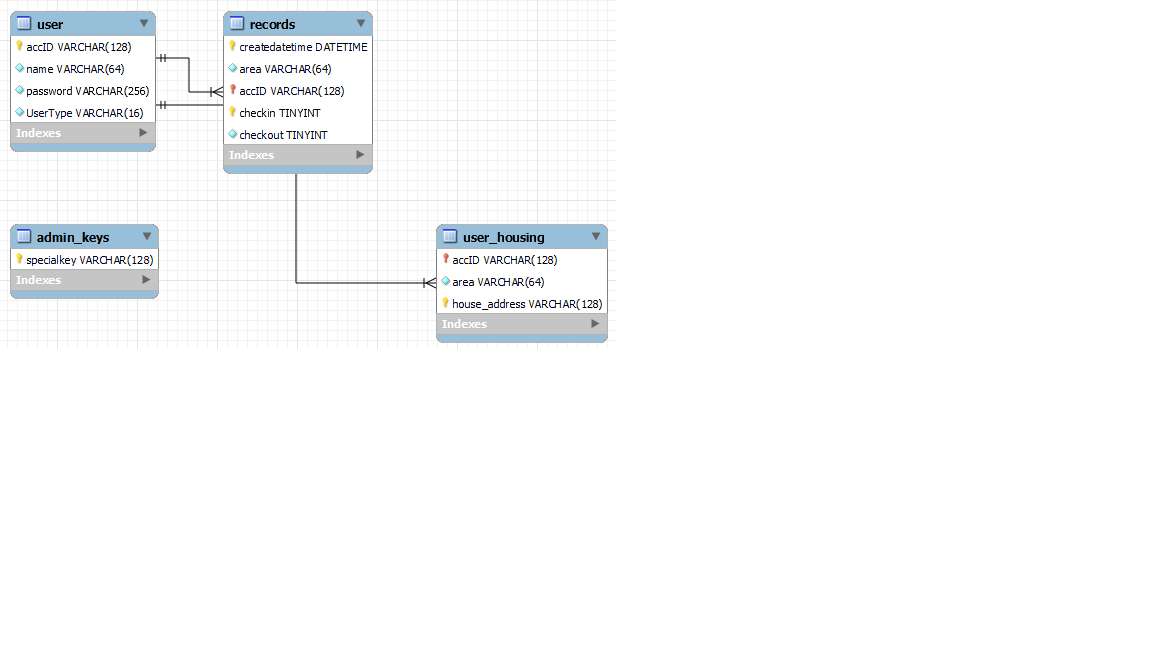 user
accID VARCHAR(128)
name VARCHAR(64)
password VARCHAR(256)
UserType VARCHAR(16)
Indexes
records
createdatetime DATETIME
area VARCHAR(64)
accID VARCHAR(128)
checkin TINYINT
checkout TINYINT
Indexes
admin_keys
specialkey VARCHAR(128)
Indexes
user_housing
accID VARCHAR(128)
area VARCHAR(64)
house_address VARCHAR(128)
Indexes